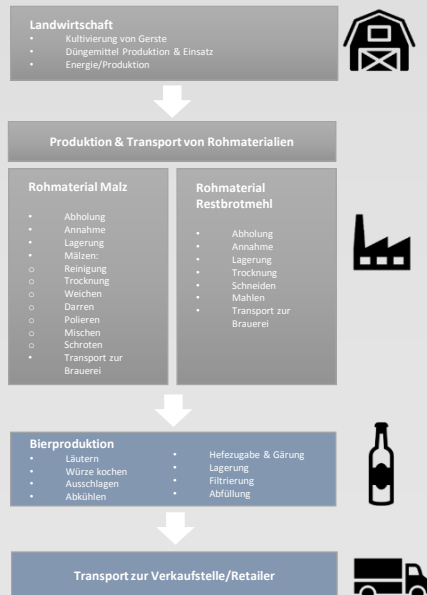 Landwirtschaft
• Kultivierung von Gerste
• Düngemittel Produktion & Einsatz
• Energie/Produktion
Produktion & Transport von Rohmaterialien
Rohmaterial Malz
• Abholung
• Annahme
• Lagerung
• Mälzen:
o Reinigung
o Trocknung
o Weichen
o Darren
o Polieren
o Mischen
o Schroten
• Transport zur
Brauerei
Rohmaterial
Restbrotmehl
• Abholung
• Annahme
• Lagerung
• Trocknung
• Schneiden
• Mahlen
• Transport zur
Brauerei
Bierproduktion
• Läutern
• Würze kochen
• Ausschlagen
• Abkühlen
• Hefezugabe & Gärung
• Lagerung
• Filtrierung
• Abfüllung
Transport zur Verkaufstelle/Retailer